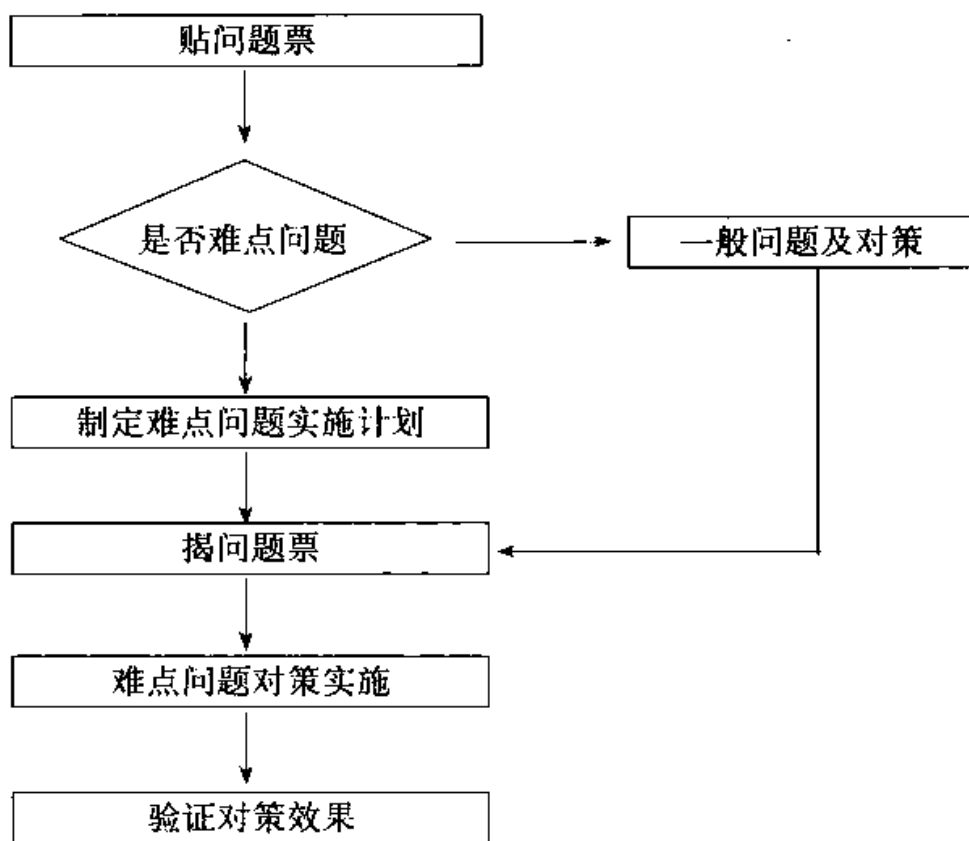 贴问题票
是否难点问题
一般问题及对策
制定难点问题实施计划
揭问题票
难点问题对策实施
验证对策效果